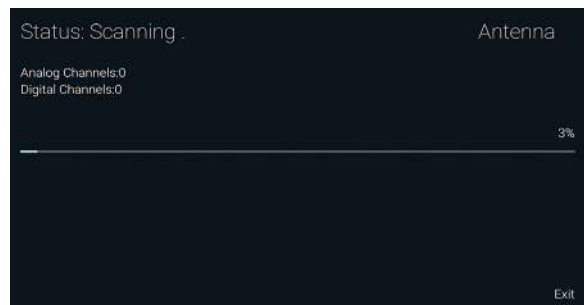 Status: Scanning .
Antenna
Analog Channels:0
Digital Channels:0
3%
Exit